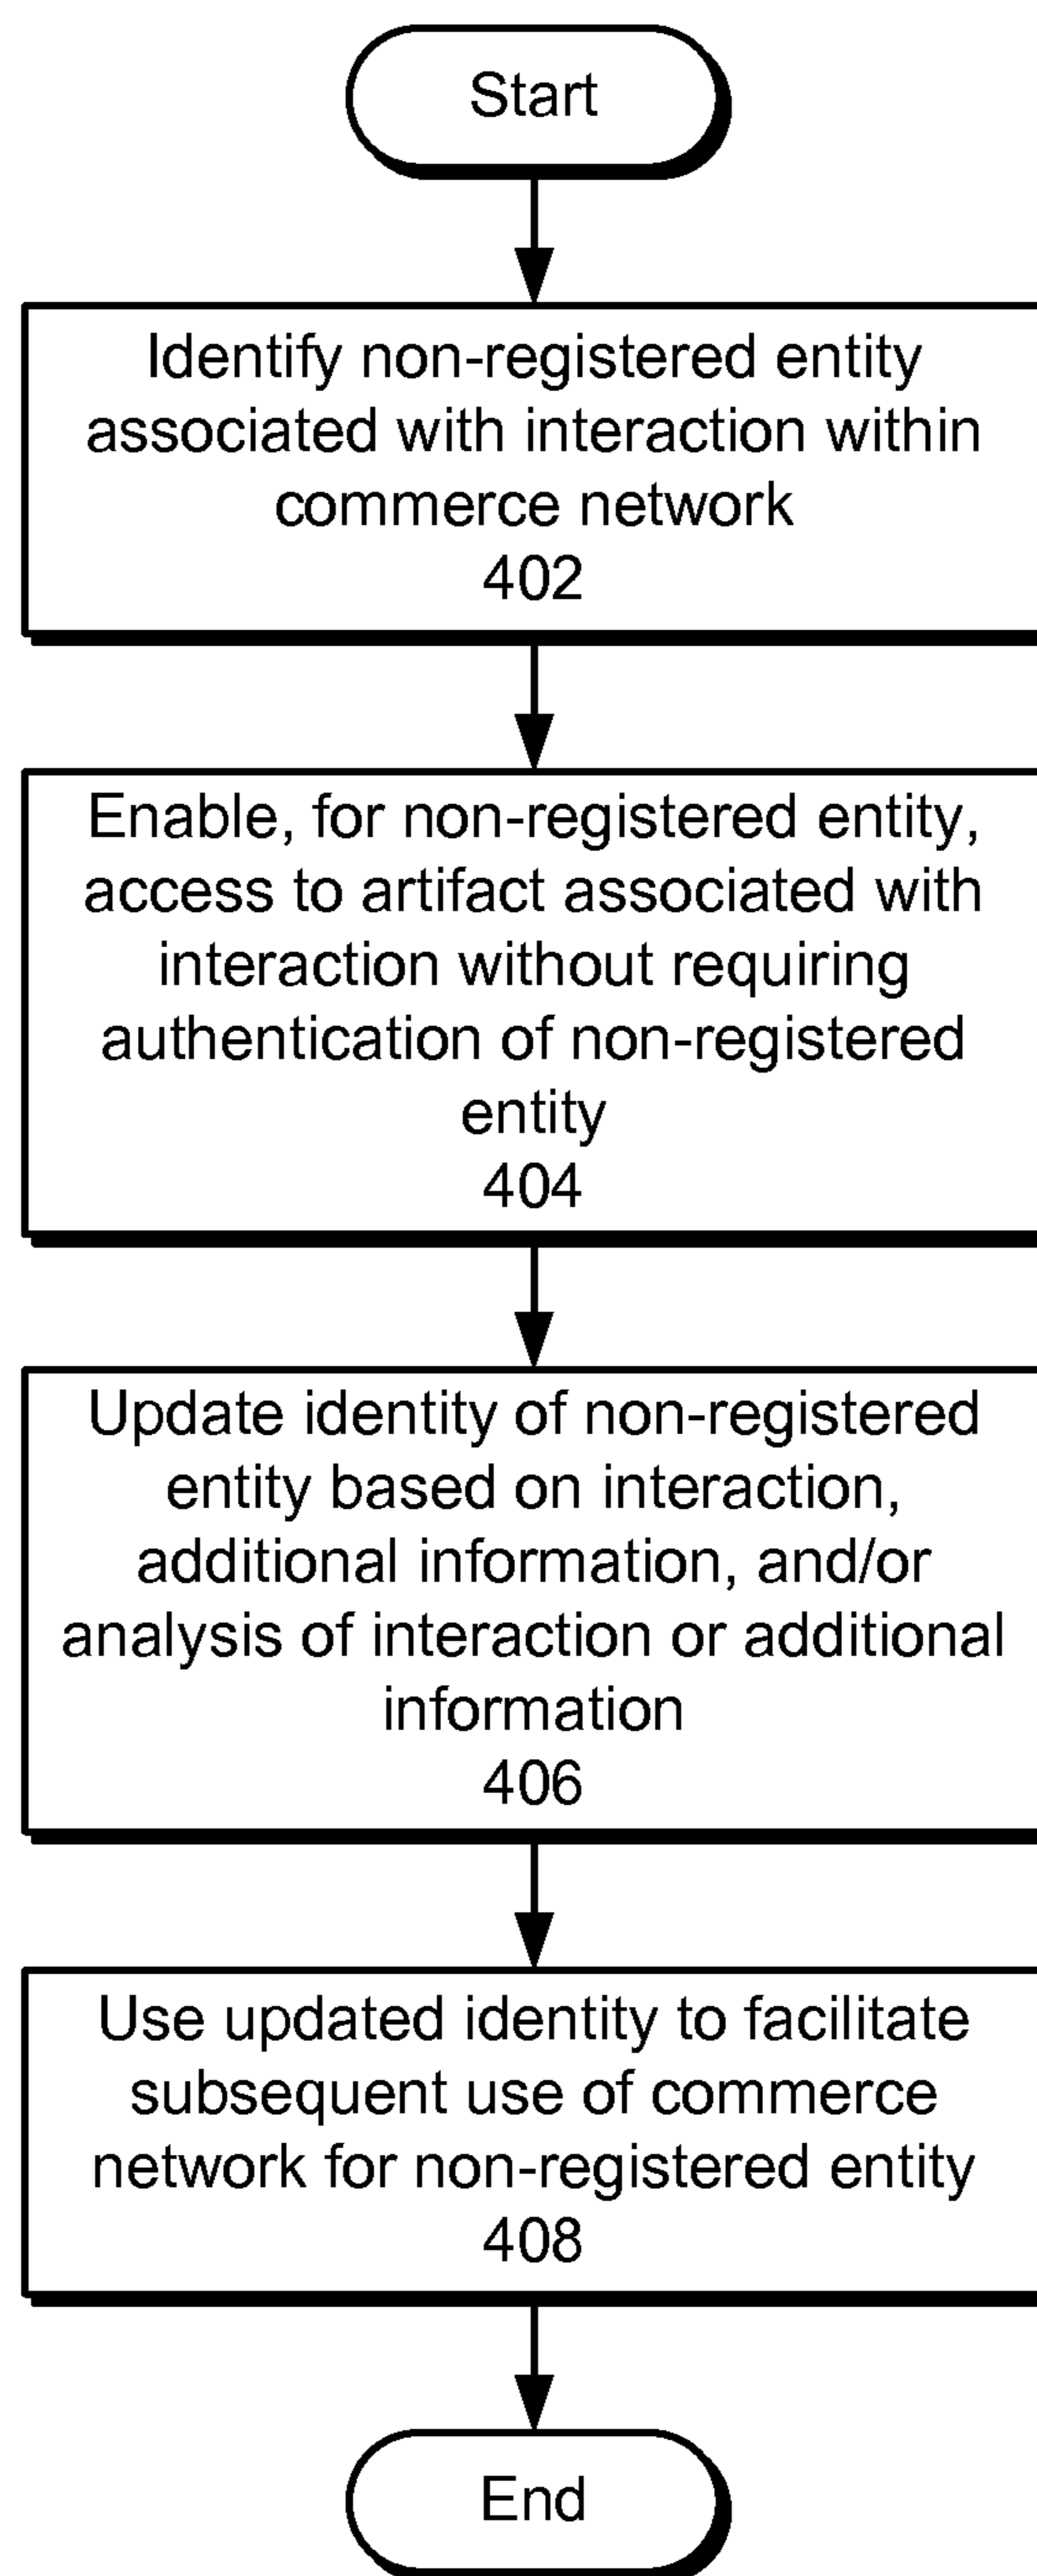 Start
Identify non-registered entity
associated with interaction within
commerce network
402
Enable, for non-registered entity,
access to artifact associated with
interaction without requiring
authentication of non-registered
entity
404
Update identity of non-registered
entity based on interaction,
additional information, and/or
analysis of interaction or additional
information
406
Use updated identity to facilitate
subsequent use of commerce
network for non-registered entity
408
End